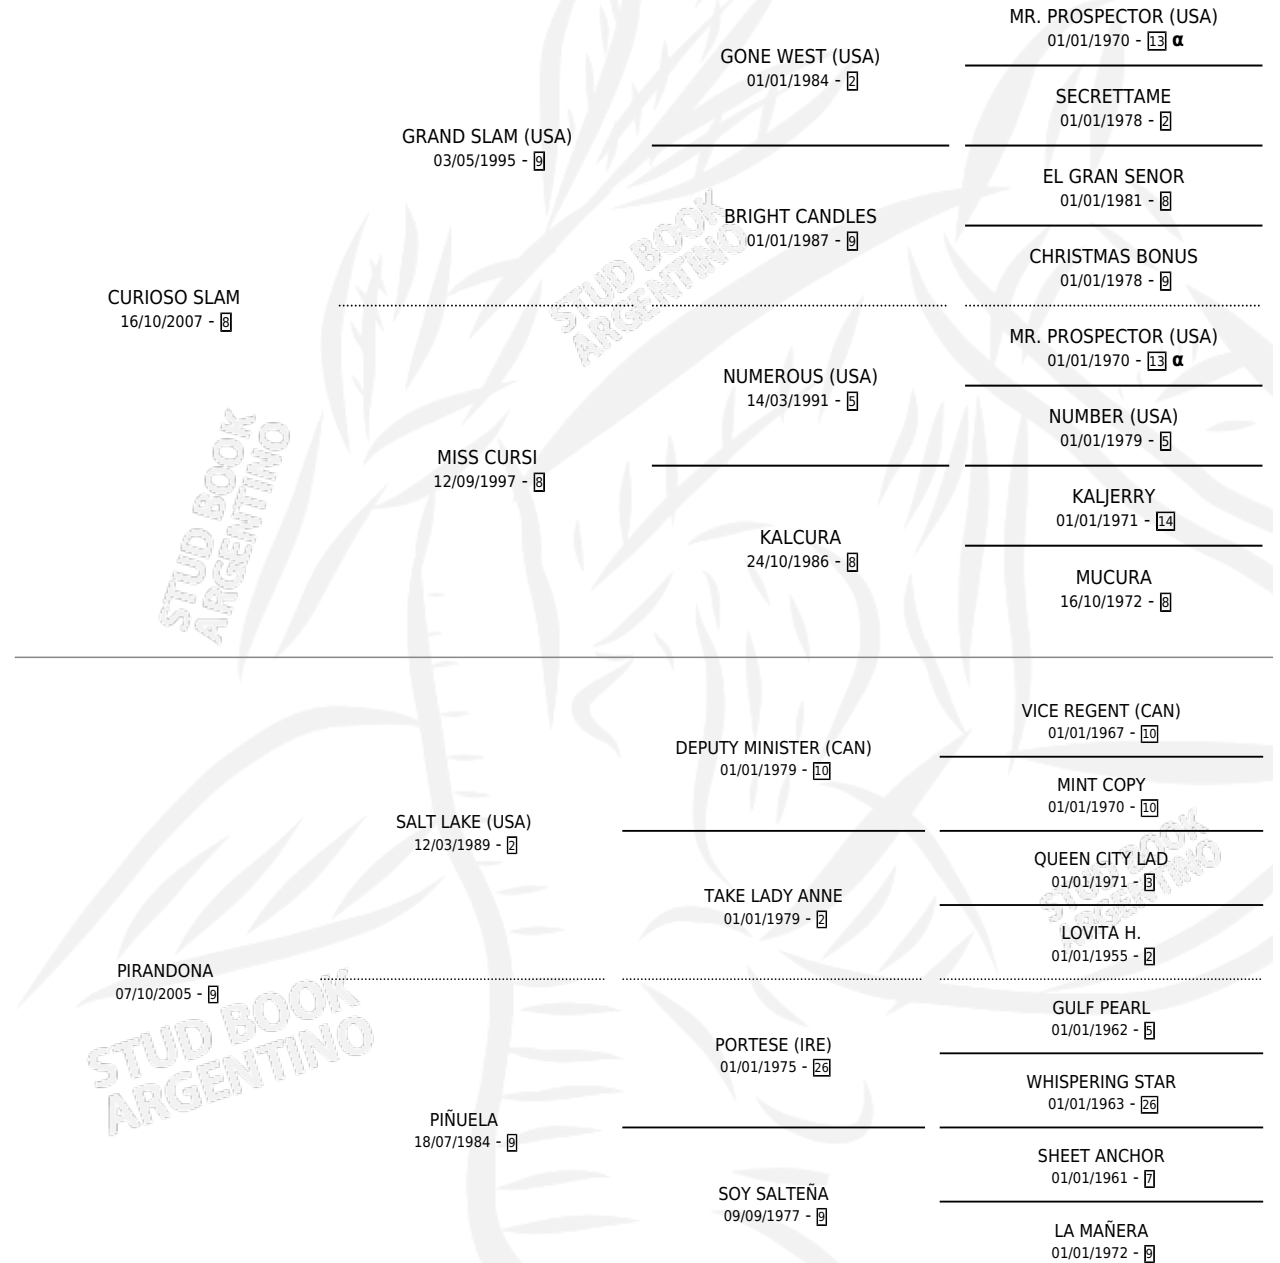 MR. PROSPECTOR (USA)
01/01/1970 - 13 α
GONE WEST (USA)
01/01/1984 - 2
SECRETTAME
01/01/1978 - 2
GRAND SLAM (USA)
03/05/1995 - 9
EL GRAN SENOR
01/01/1981 - 8
BRIGHT CANDLES
01/01/1987 - 9
CHRISTMAS BONUS
01/01/1978 - 9
STUD BOOK
ARGENTINO
CURIOSO SLAM
16/10/2007 - 8
MR. PROSPECTOR (USA)
01/01/1970 - 13 α
NUMEROUS (USA)
14/03/1991 - 5
NUMBER (USA)
01/01/1979 - 5
MISS CURSI
12/09/1997 - 8
KALJERRY
01/01/1971 - 14
KALCURA
24/10/1986 - 8
MUCURA
16/10/1972 - 8
STUD BOOK
ARGENTINO
VICE REGENT (CAN)
01/01/1967 - 10
DEPUTY MINISTER (CAN)
01/01/1979 - 10
MINT COPY
01/01/1970 - 10
SALT LAKE (USA)
12/03/1989 - 2
QUEEN CITY LAD
01/01/1971 - 3
TAKE LADY ANNE
01/01/1979 - 2
LOVITA H.
01/01/1955 - 2
STUD BOOK
ARGENTINO
PIRANDONA
07/10/2005 - 9
GULF PEARL
01/01/1962 - 5
PORTESE (IRE)
01/01/1975 - 26
WHISPERING STAR
01/01/1963 - 26
PIÑUELA
18/07/1984 - 9
SHEET ANCHOR
01/01/1961 - 7
SOY SALTEÑA
09/09/1977 - 9
LA MAÑERA
01/01/1972 - 9
STUD BOOK
ARGENTINO